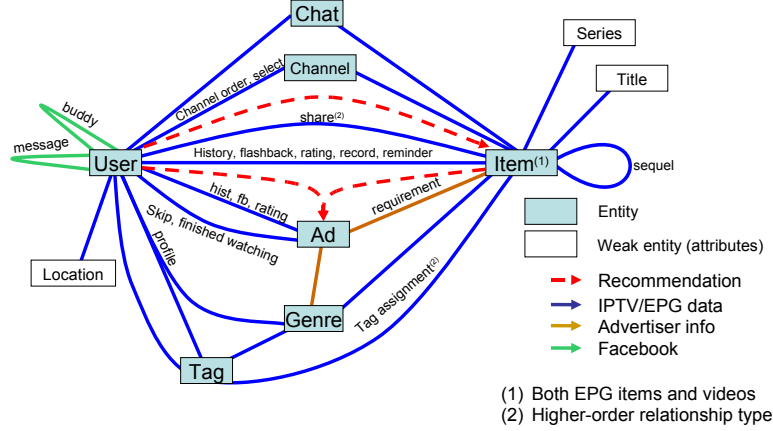 Chat
Series
Channel
Title
Channel order, select
buddy
share(2)
message
User
History, flashback, rating, record, reminder
Item(1)
sequel
hist, fb, rating
requirement
Skip, finished watching
Ad
Entity
profile
Location
Weak entity (attributes)
Recommendation
Tag assignment(2)
IPTV/EPG data
Genre
Advertiser info
Facebook
Tag
(1) Both EPG items and videos
(2) Higher-order relationship type